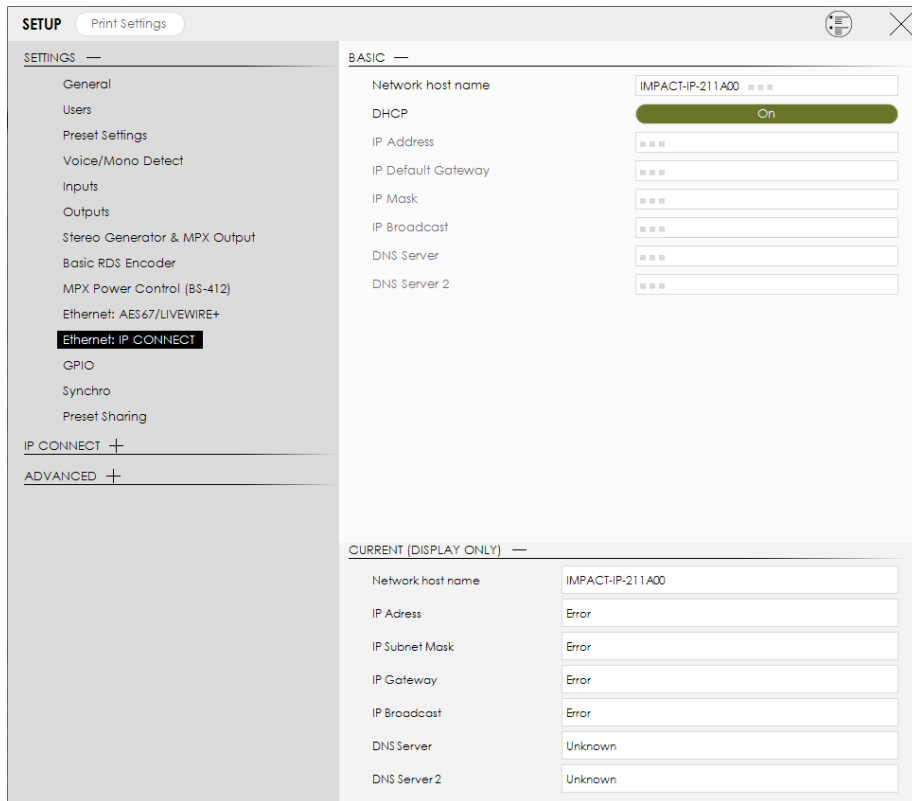 SETUP Print Settings
SETTINGS
General
Users
Preset Settings
Voice/Mono Detect
Inputs
Outputs
Stereo Generator & MPX Output
Basic RDS Encoder
MPX Power Control (BS-412)
Ethernet: AES67/LIVEWIRE+
Ethernet: IP CONNECT
GPIO
Synchro
Preset Sharing
IP CONNECT +
ADVANCED +
BASIC
Network host name IMPACT-IP-211A00
DHCP On
IP Address
IP Default Gateway
IP Mask
IP Broadcast
DNS Server
DNS Server 2
CURRENT (DISPLAY ONLY)
Network host name IMPACT-IP-211A00
IP Adress Error
IP Subnet Mask Error
IP Gateway Error
IP Broadcast Error
DNS Server Unknown
DNS Server 2 Unknown